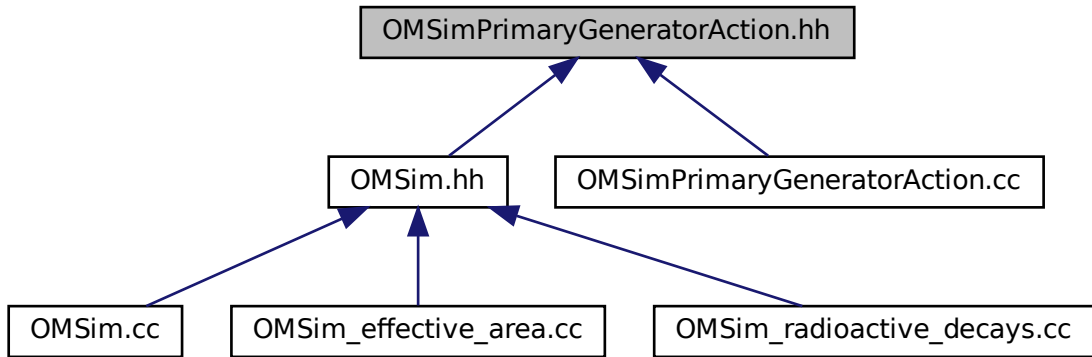 OMSimPrimaryGeneratorAction.hh
OMSim.hh
OMSimPrimaryGeneratorAction.cc
OMSim.cc
OMSim_effective_area.cc
OMSim_radioactive_decays.cc